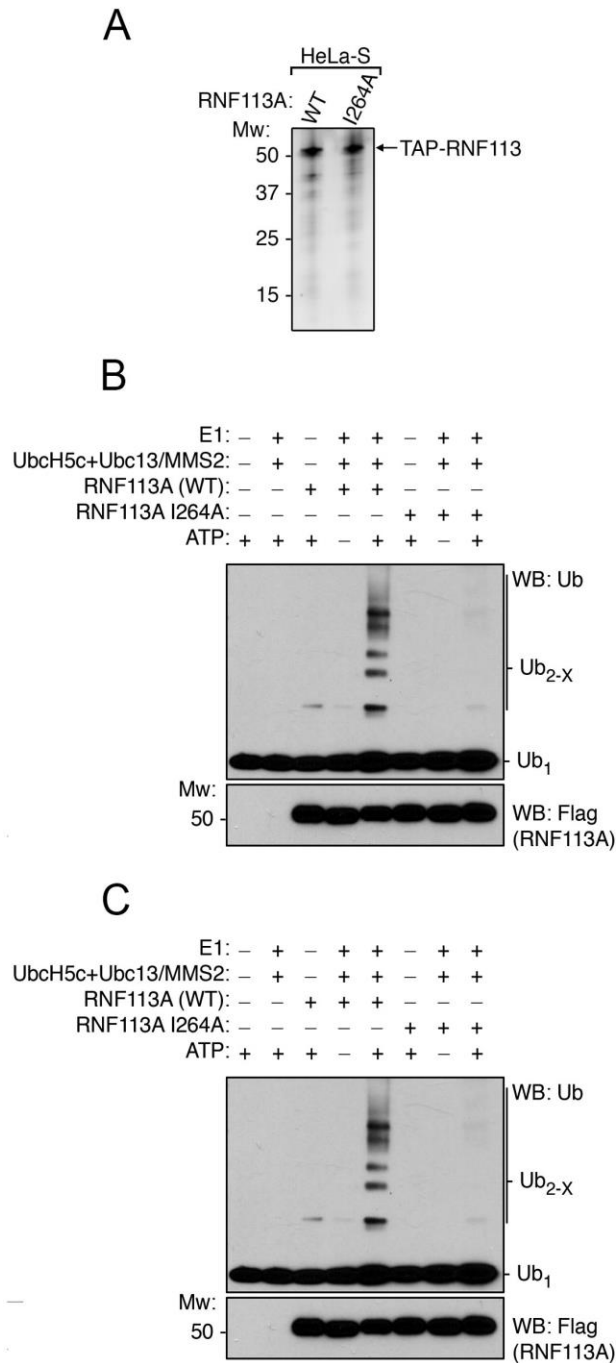 A
HeLa-S
RNF113A: WT I264A
Mw:
50
TAP-RNF113
37
25
15
B
E1: – + – + + – + +
UbcH5c+Ubc13/MMS2: – + – + + – + +
RNF113A (WT): – – + + + – – –
RNF113A I264A: – – – – – + + +
ATP: + + + – + + – +
WB: Ub
Ub2-X
Ub1
Mw:
50
WB: Flag
(RNF113A)
C
E1: – + – + + – + +
UbcH5c+Ubc13/MMS2: – + – + + – + +
RNF113A (WT): – – + + + – – –
RNF113A I264A: – – – – – + + +
ATP: + + + – + + – +
WB: Ub
Ub2-X
Ub1
Mw:
50
WB: Flag
(RNF113A)